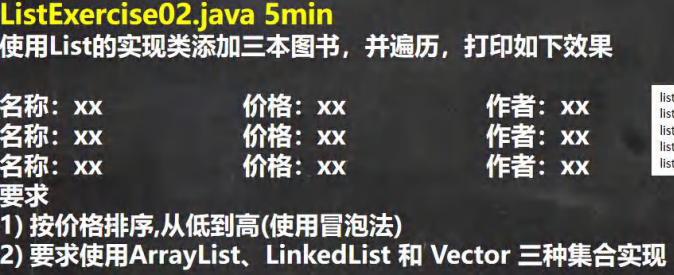 ListExercise02.java 5min
使用List的实现类添加三本图书，并遍历，打印如下效果
名称：xx 价格：xx 作者：xx
名称：xx 价格：xx 作者：xx
名称：xx 价格：xx 作者：xx
要求
1) 按价格排序,从低到高(使用冒泡法)
2) 要求使用ArrayList、LinkedList 和 Vector 三种集合实现
list
list
list
list
list